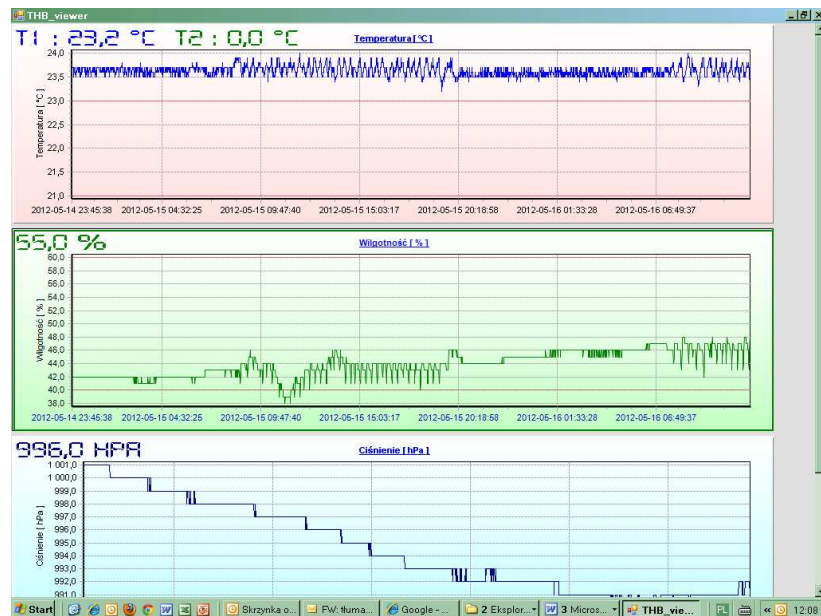 THB_viewer
T1 : 23,2 °C T2 : 0,0 °C
Temperatura [ °C ]
24,0
23,5
23,0
22,5
22,0
21,5
21,0
Temperatura [ °C ]
2012-05-14 23:45:38 2012-05-15 04:32:25 2012-05-15 09:47:40 2012-05-15 15:03:17 2012-05-15 20:18:58 2012-05-16 01:33:28 2012-05-16 06:49:37
55,0 %
Wilgotność [ % ]
60,0
58,0
56,0
54,0
52,0
50,0
48,0
46,0
44,0
42,0
40,0
38,0
Wilgotność [ % ]
2012-05-14 23:45:38 2012-05-15 04:32:25 2012-05-15 09:47:40 2012-05-15 15:03:17 2012-05-15 20:18:58 2012-05-16 01:33:28 2012-05-16 06:49:37
996,0 HPA
Ciśnienie [ hPa ]
1 001,0
1 000,0
999,0
998,0
997,0
996,0
995,0
994,0
993,0
992,0
991,0
Ciśnienie [ hPa ]
Start Skrzynka o... FW: tłuma... Google - ... 2 Eksplor... 3 Micros... THB_vie... PL « 12:08